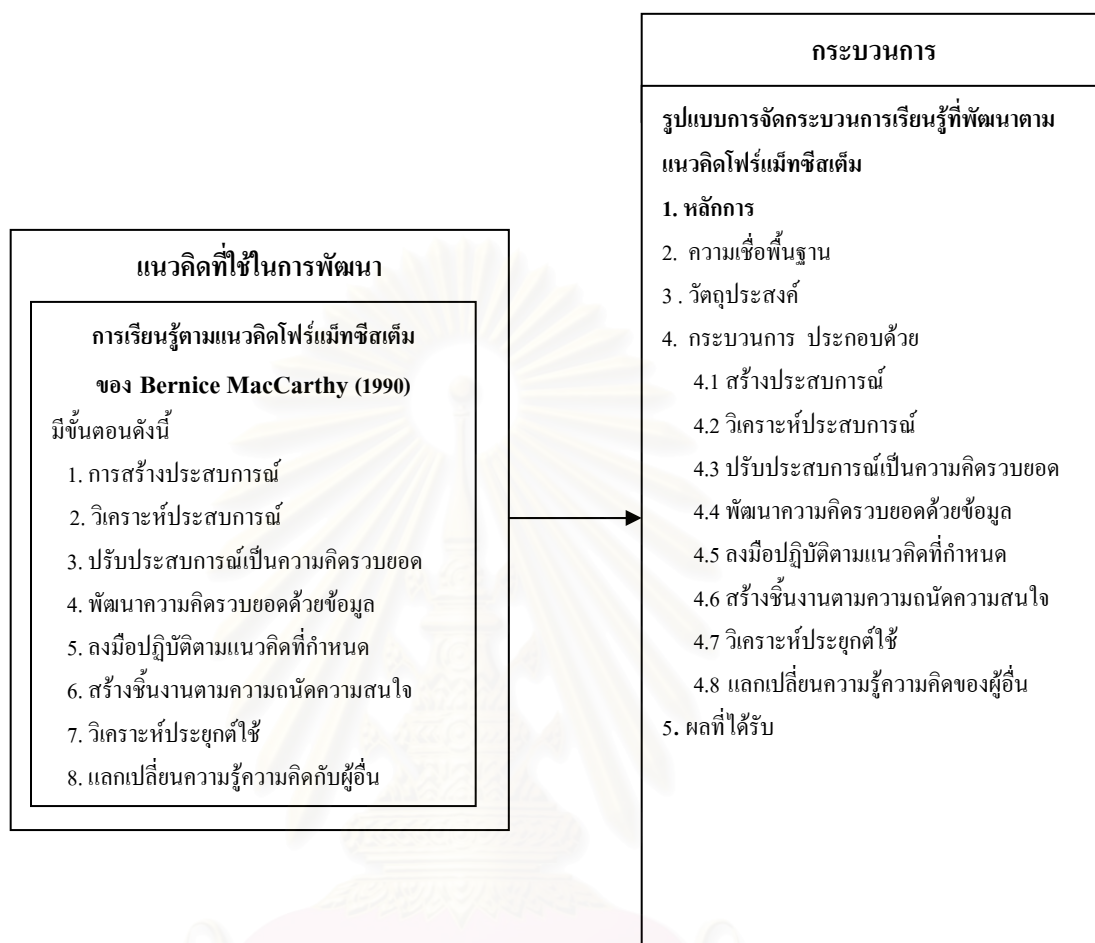 แนวคิดที่ใช้ในการพัฒนา
การเรียนรู้ตามแนวคิดโฟร์แม็ทซีสเต็ม
ของ Bernice MacCarthy (1990)
มีขั้นตอนดังนี้
1. การสร้างประสบการณ์
2. วิเคราะห์ประสบการณ์
3. ปรับประสบการณ์เป็นความคิดรวบยอด
4. พัฒนาความคิดรวบยอดด้วยข้อมูล
5. ลงมือปฏิบัติตามแนวคิดที่กำหนด
6. สร้างชิ้นงานตามความถนัดความสนใจ
7. วิเคราะห์ประยุกต์ใช้
8. แลกเปลี่ยนความรู้ความคิดกับผู้อื่น
กระบวนการ
รูปแบบการจัดกระบวนการเรียนรู้ที่พัฒนาตาม
แนวคิดโฟร์แม็ทซีสเต็ม
1. หลักการ
2. ความเชื่อพื้นฐาน
3 . วัตถุประสงค์
4. กระบวนการ ประกอบด้วย
4.1 สร้างประสบการณ์
4.2 วิเคราะห์ประสบการณ์
4.3 ปรับประสบการณ์เป็นความคิดรวบยอด
4.4 พัฒนาความคิดรวบยอดด้วยข้อมูล
4.5 ลงมือปฏิบัติตามแนวคิดที่กำหนด
4.6 สร้างชิ้นงานตามความถนัดความสนใจ
4.7 วิเคราะห์ประยุกต์ใช้
4.8 แลกเปลี่ยนความรู้ความคิดของผู้อื่น
5. ผลที่ได้รับ